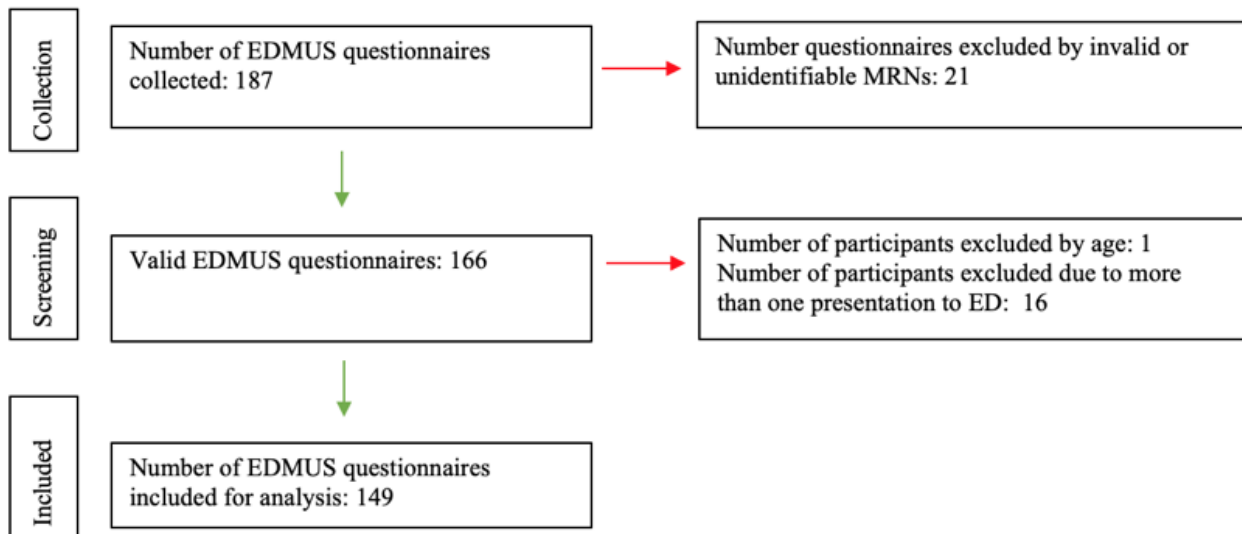 Collection
Number of EDMUS questionnaires
collected: 187
Number questionnaires excluded by invalid or
unidentifiable MRNs: 21
Screening
Valid EDMUS questionnaires: 166
Number of participants excluded by age: 1
Number of participants excluded due to more
than one presentation to ED:  16
Included
Number of EDMUS questionnaires
included for analysis: 149